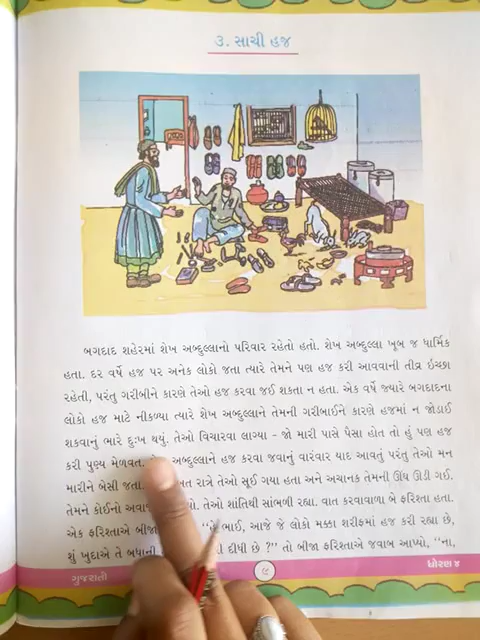 ૩. સાચી હજ
બગદાદ શહેરમાં શેખ અબ્દુલ્લાનો પરિવાર રહેતો હતો. શેખ અબ્દુલ્લા ખૂબ જ ધાર્મિક
હતા. દર વર્ષે હજ પર અનેક લોકો જતા ત્યારે તેમને પણ હજ કરી આવવાની તીવ્ર ઇચ્છા
રહેતી, પરંતુ ગરીબીને કારણે તેઓ હજ કરવા જઈ શકતા ન હતા. એક વર્ષે જ્યારે બગદાદના
લોકો હજ માટે નીકળ્યા ત્યારે શેખ અબ્દુલ્લાને તેમની ગરીબાઈને કારણે હજમાં ન જોડાઈ
શકવાનું ભારે દુઃખ થયું. તેઓ વિચારવા લાગ્યા - જો મારી પાસે પૈસા હોત તો હું પણ હજ
કરી પુણ્ય મેળવત. અબ્દુલ્લાને હજ કરવા જવાનું વારંવાર યાદ આવતું પરંતુ તેઓ મન
મારીને બેસી જતા. રાત્રે તેઓ સૂઈ ગયા હતા અને અચાનક તેમની ઊંઘ ઊડી ગઈ.
તેમને કોઈનો તેઓ શાંતિથી સાંભળી રહ્યા. વાત કરવાવાળા બે ફરિશ્તા હતા.
એક ફરિશ્તાએ બીજા “હે ભાઈ, આજે જે લોકો મક્કા શરીફમાં હજ કરી રહ્યા છે,
શું ખુદાએ તે બધાની દીધી છે ?” તો બીજા ફરિશ્તાએ જવાબ આપ્યો, “ના,
ગુજરાતી
૯
ધોરણ ૪